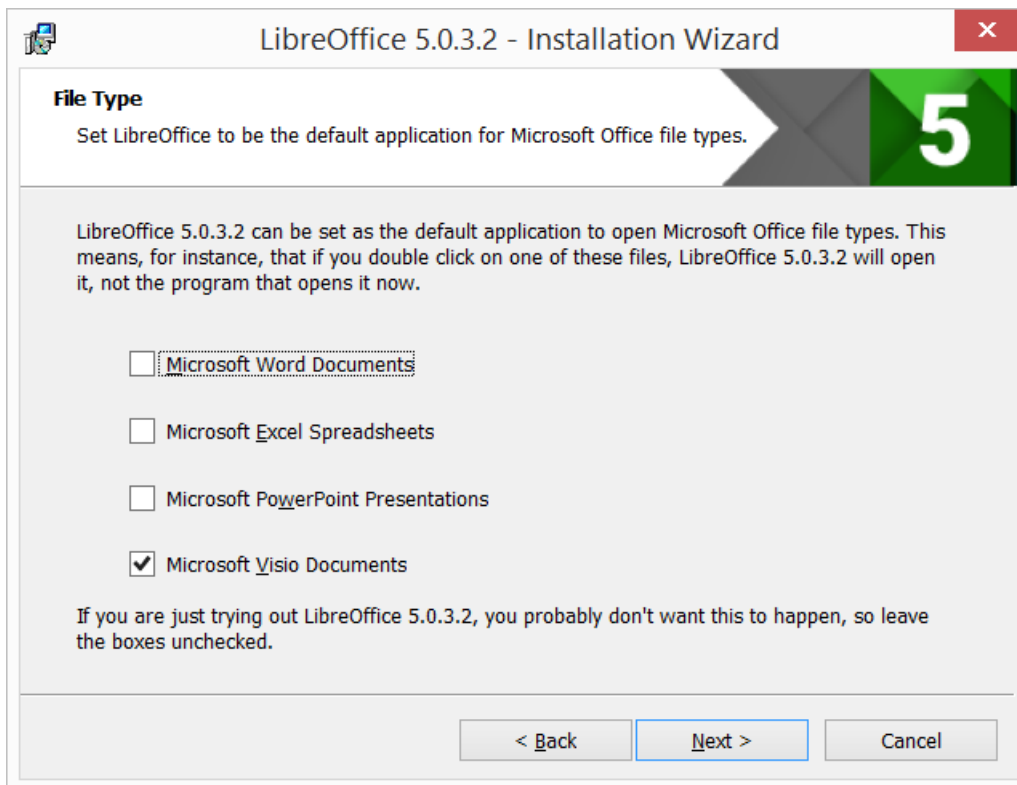 LibreOffice 5.0.3.2 - Installation Wizard
File Type
Set LibreOffice to be the default application for Microsoft Office file types.
5
LibreOffice 5.0.3.2 can be set as the default application to open Microsoft Office file types. This
means, for instance, that if you double click on one of these files, LibreOffice 5.0.3.2 will open
it, not the program that opens it now.
Microsoft Word Documents
Microsoft Excel Spreadsheets
Microsoft PowerPoint Presentations
Microsoft Visio Documents
If you are just trying out LibreOffice 5.0.3.2, you probably don't want this to happen, so leave
the boxes unchecked.
< Back
Next >
Cancel